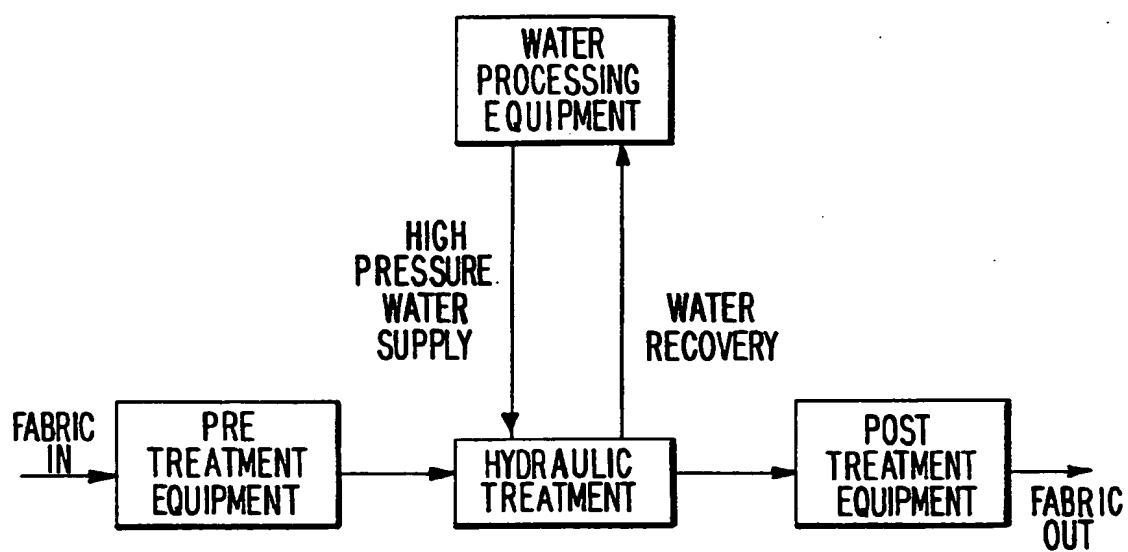 WATER
PROCESSING
EQUIPMENT
HIGH
PRESSURE
WATER
SUPPLY
WATER
RECOVERY
FABRIC
IN
PRE
TREATMENT
EQUIPMENT
HYDRAULIC
TREATMENT
POST
TREATMENT
EQUIPMENT
FABRIC
OUT